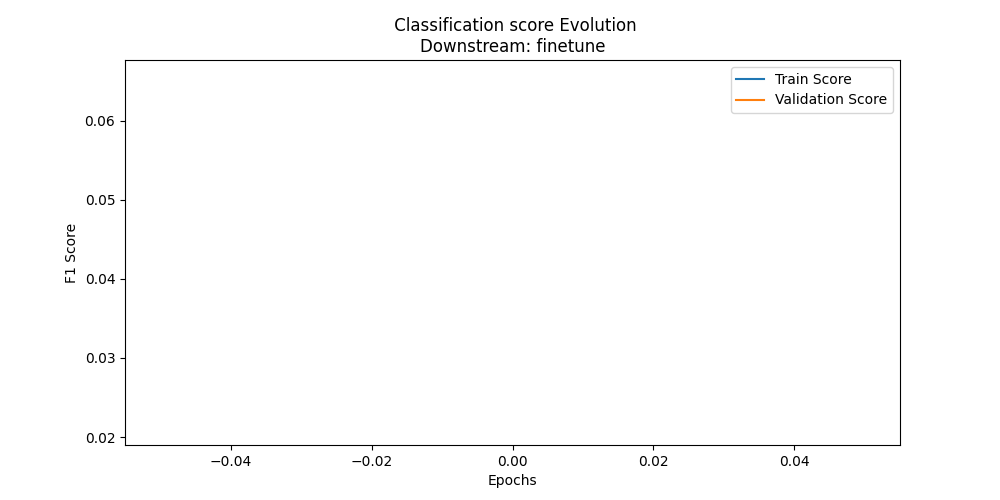 Classification score Evolution
Downstream: finetune
Train Score
Validation Score
0.06
0.05
0.04
0.03
0.02
F1 Score
−0.04
−0.02
0.00
0.02
0.04
Epochs